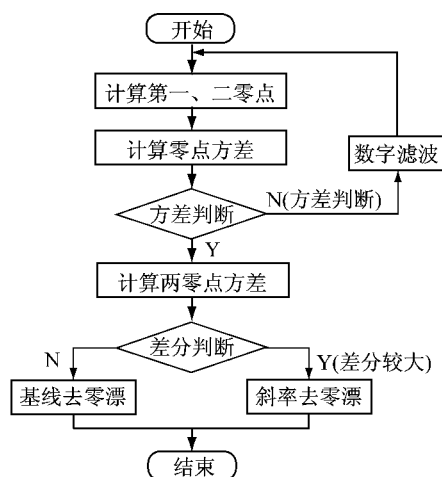 开始
计算第一、二零点
计算零点方差
数字滤波
方差判断
N(方差判断)
Y
计算两零点方差
差分判断
N
Y(差分较大)
基线去零漂
斜率去零漂
结束